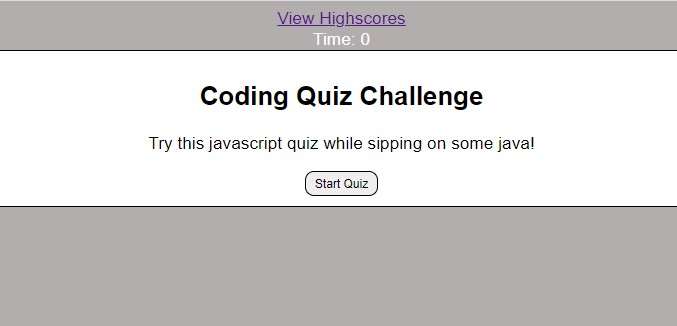 View Highscores
Time: 0
Coding Quiz Challenge
Try this javascript quiz while sipping on some java!
Start Quiz